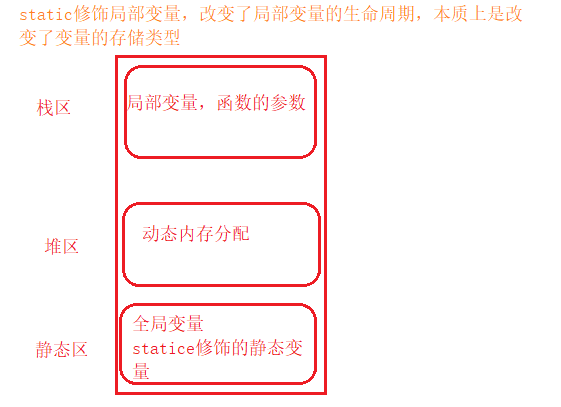 static修饰局部变量，改变了局部变量的生命周期，本质上是改
变了变量的存储类型
栈区
局部变量，函数的参数
堆区
动态内存分配
静态区
全局变量
statice修饰的静态变
量